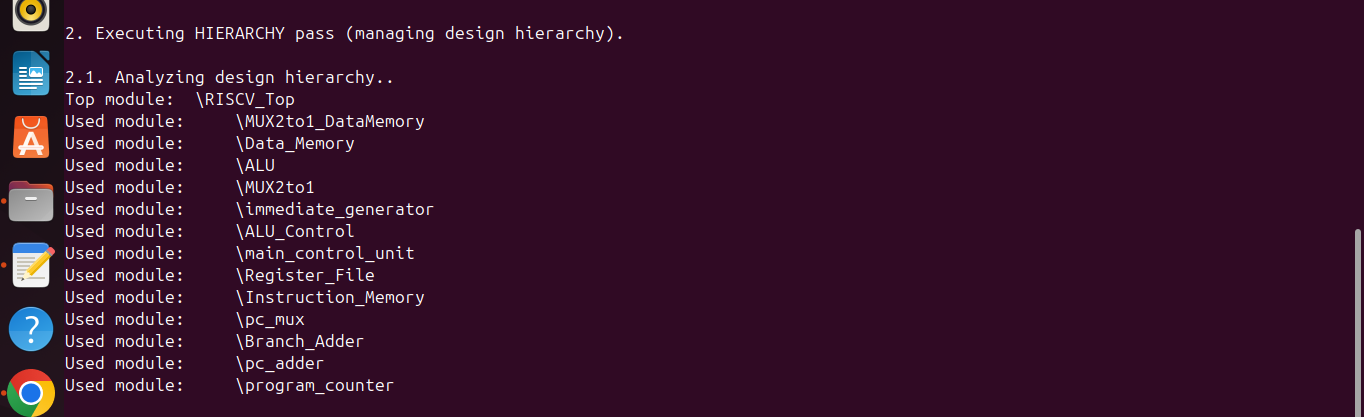 2. Executing HIERARCHY pass (managing design hierarchy).
2.1. Analyzing design hierarchy..
Top module:  \RISCV_Top
Used module:     \MUX2to1_DataMemory
Used module:     \Data_Memory
Used module:     \ALU
Used module:     \MUX2to1
Used module:     \immediate_generator
Used module:     \ALU_Control
Used module:     \main_control_unit
Used module:     \Register_File
Used module:     \Instruction_Memory
Used module:     \pc_mux
Used module:     \Branch_Adder
Used module:     \pc_adder
Used module:     \program_counter